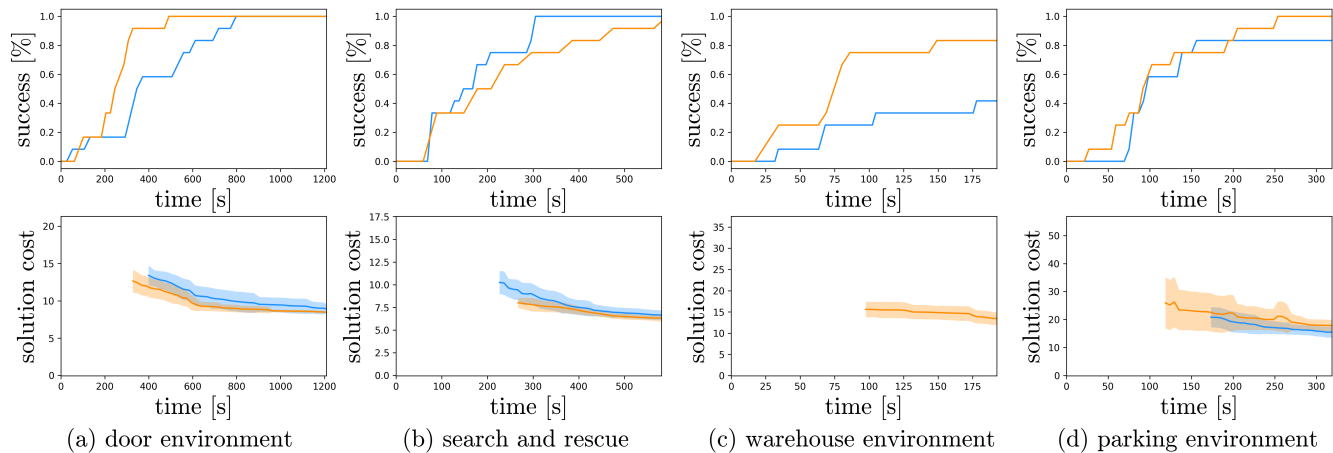 1.0
0.8
0.6
0.4
0.2
0.0
success [%]
0 200 400 600 800 1000 1200
time [s]
1.0
0.8
0.6
0.4
0.2
0.0
success [%]
0 100 200 300 400 500
time [s]
1.0
0.8
0.6
0.4
0.2
0.0
success [%]
0 25 50 75 100 125 150 175
time [s]
1.0
0.8
0.6
0.4
0.2
0.0
success [%]
0 50 100 150 200 250 300
time [s]
20
15
10
5
0
solution cost
0 200 400 600 800 1000 1200
time [s]
17.5
15.0
12.5
10.0
7.5
5.0
2.5
0.0
solution cost
0 100 200 300 400 500
time [s]
35
30
25
20
15
10
5
0
solution cost
0 25 50 75 100 125 150 175
time [s]
50
40
30
20
10
0
solution cost
0 50 100 150 200 250 300
time [s]
(a) door environment
(b) search and rescue
(c) warehouse environment
(d) parking environment